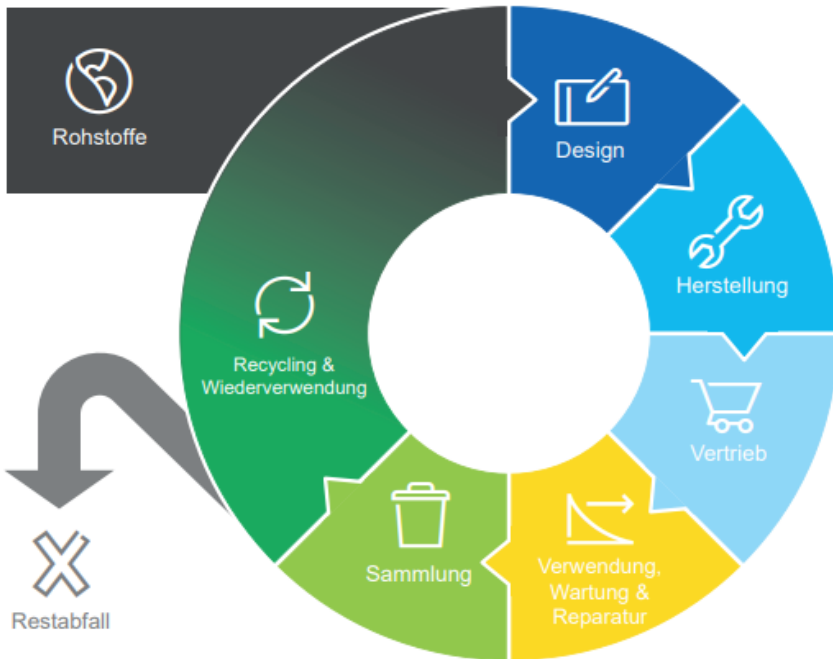 Rohstoffe
Design
Herstellung
Vertrieb
Verwendung,
Wartung &
Reparatur
Sammlung
Recycling &
Wiederverwendung
Restabfall